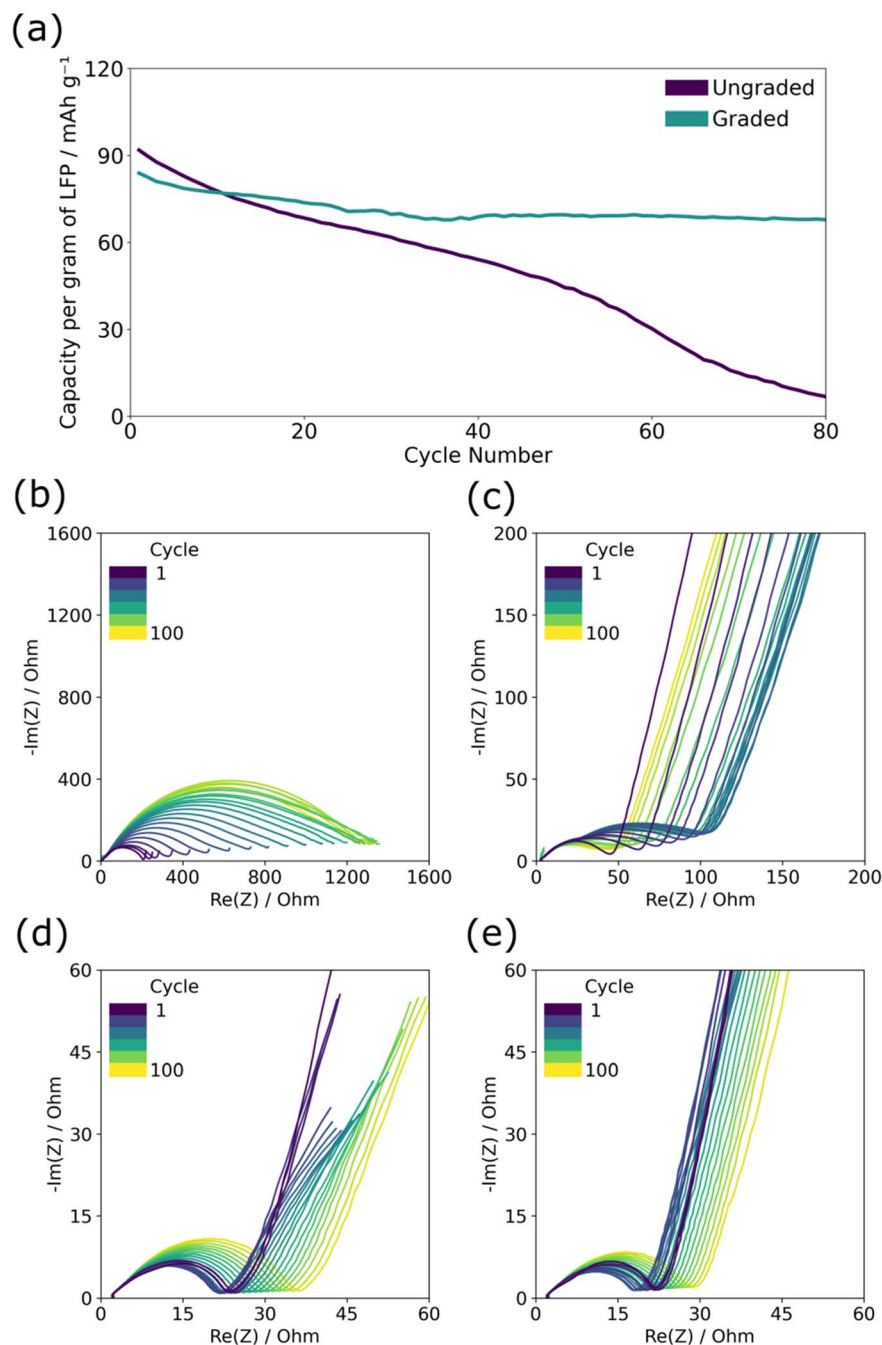 (a)
120
90
60
30
0
Capacity per gram of LFP / mAh g⁻¹
Ungraded
Graded
0 20 40 60 80
Cycle Number
(b)
1600
1200
800
400
0
-Im(Z) / Ohm
Cycle
1
100
0 400 800 1200 1600
Re(Z) / Ohm
(c)
200
150
100
50
0
-Im(Z) / Ohm
Cycle
1
100
0 50 100 150 200
Re(Z) / Ohm
(d)
60
45
30
15
0
-Im(Z) / Ohm
Cycle
1
100
0 15 30 45 60
Re(Z) / Ohm
(e)
60
45
30
15
0
-Im(Z) / Ohm
Cycle
1
100
0 15 30 45 60
Re(Z) / Ohm